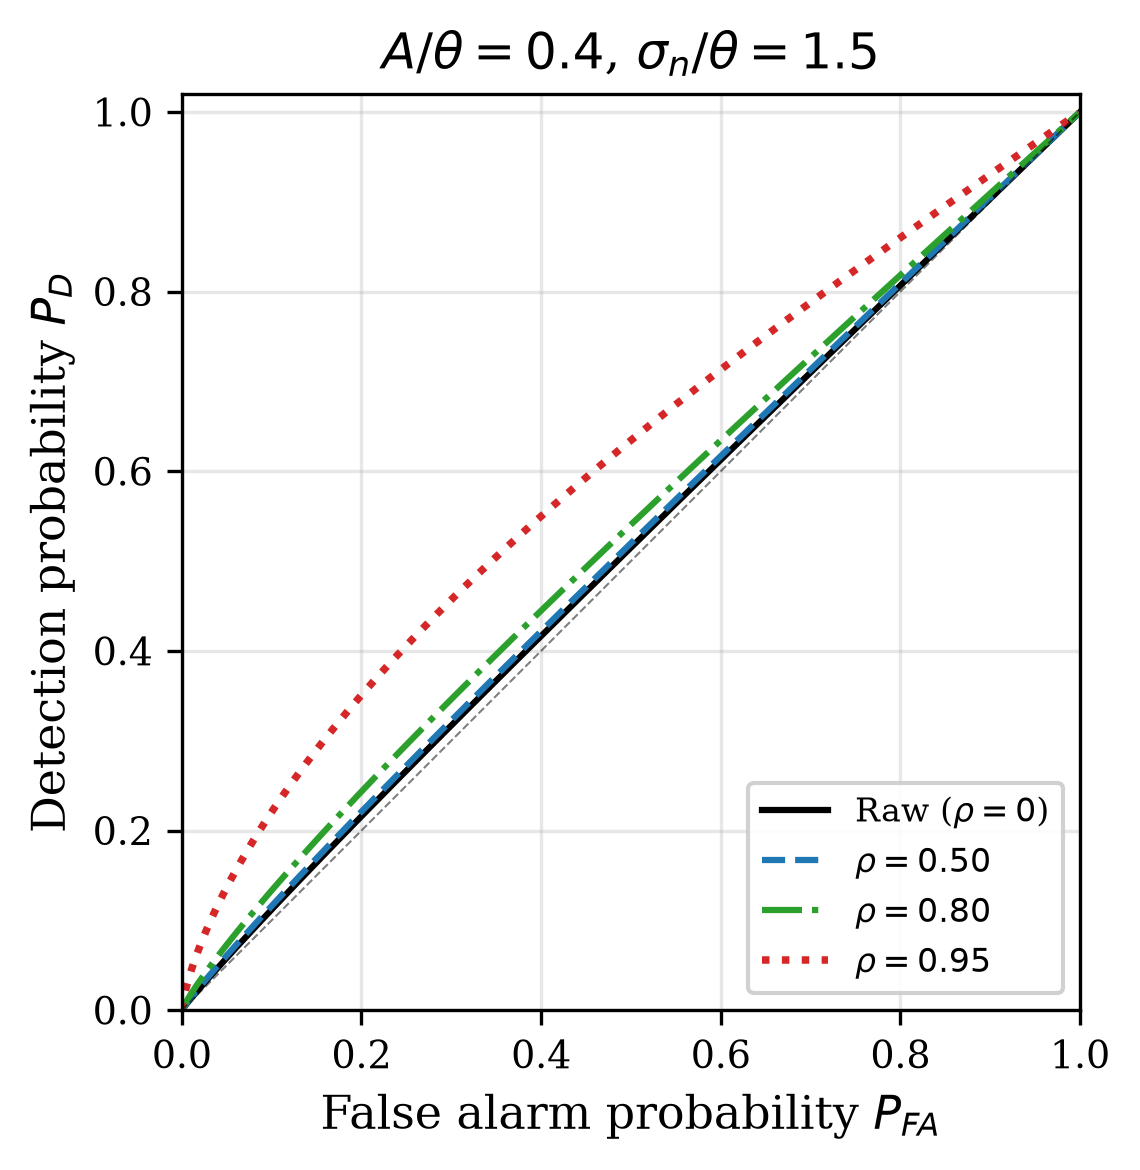 A/θ = 0.4, σₙ/θ = 1.5
Detection probability P_D
1.0
0.8
0.6
0.4
0.2
0.0
0.0 0.2 0.4 0.6 0.8 1.0
False alarm probability P_FA
Raw (ρ = 0)
ρ = 0.50
ρ = 0.80
ρ = 0.95